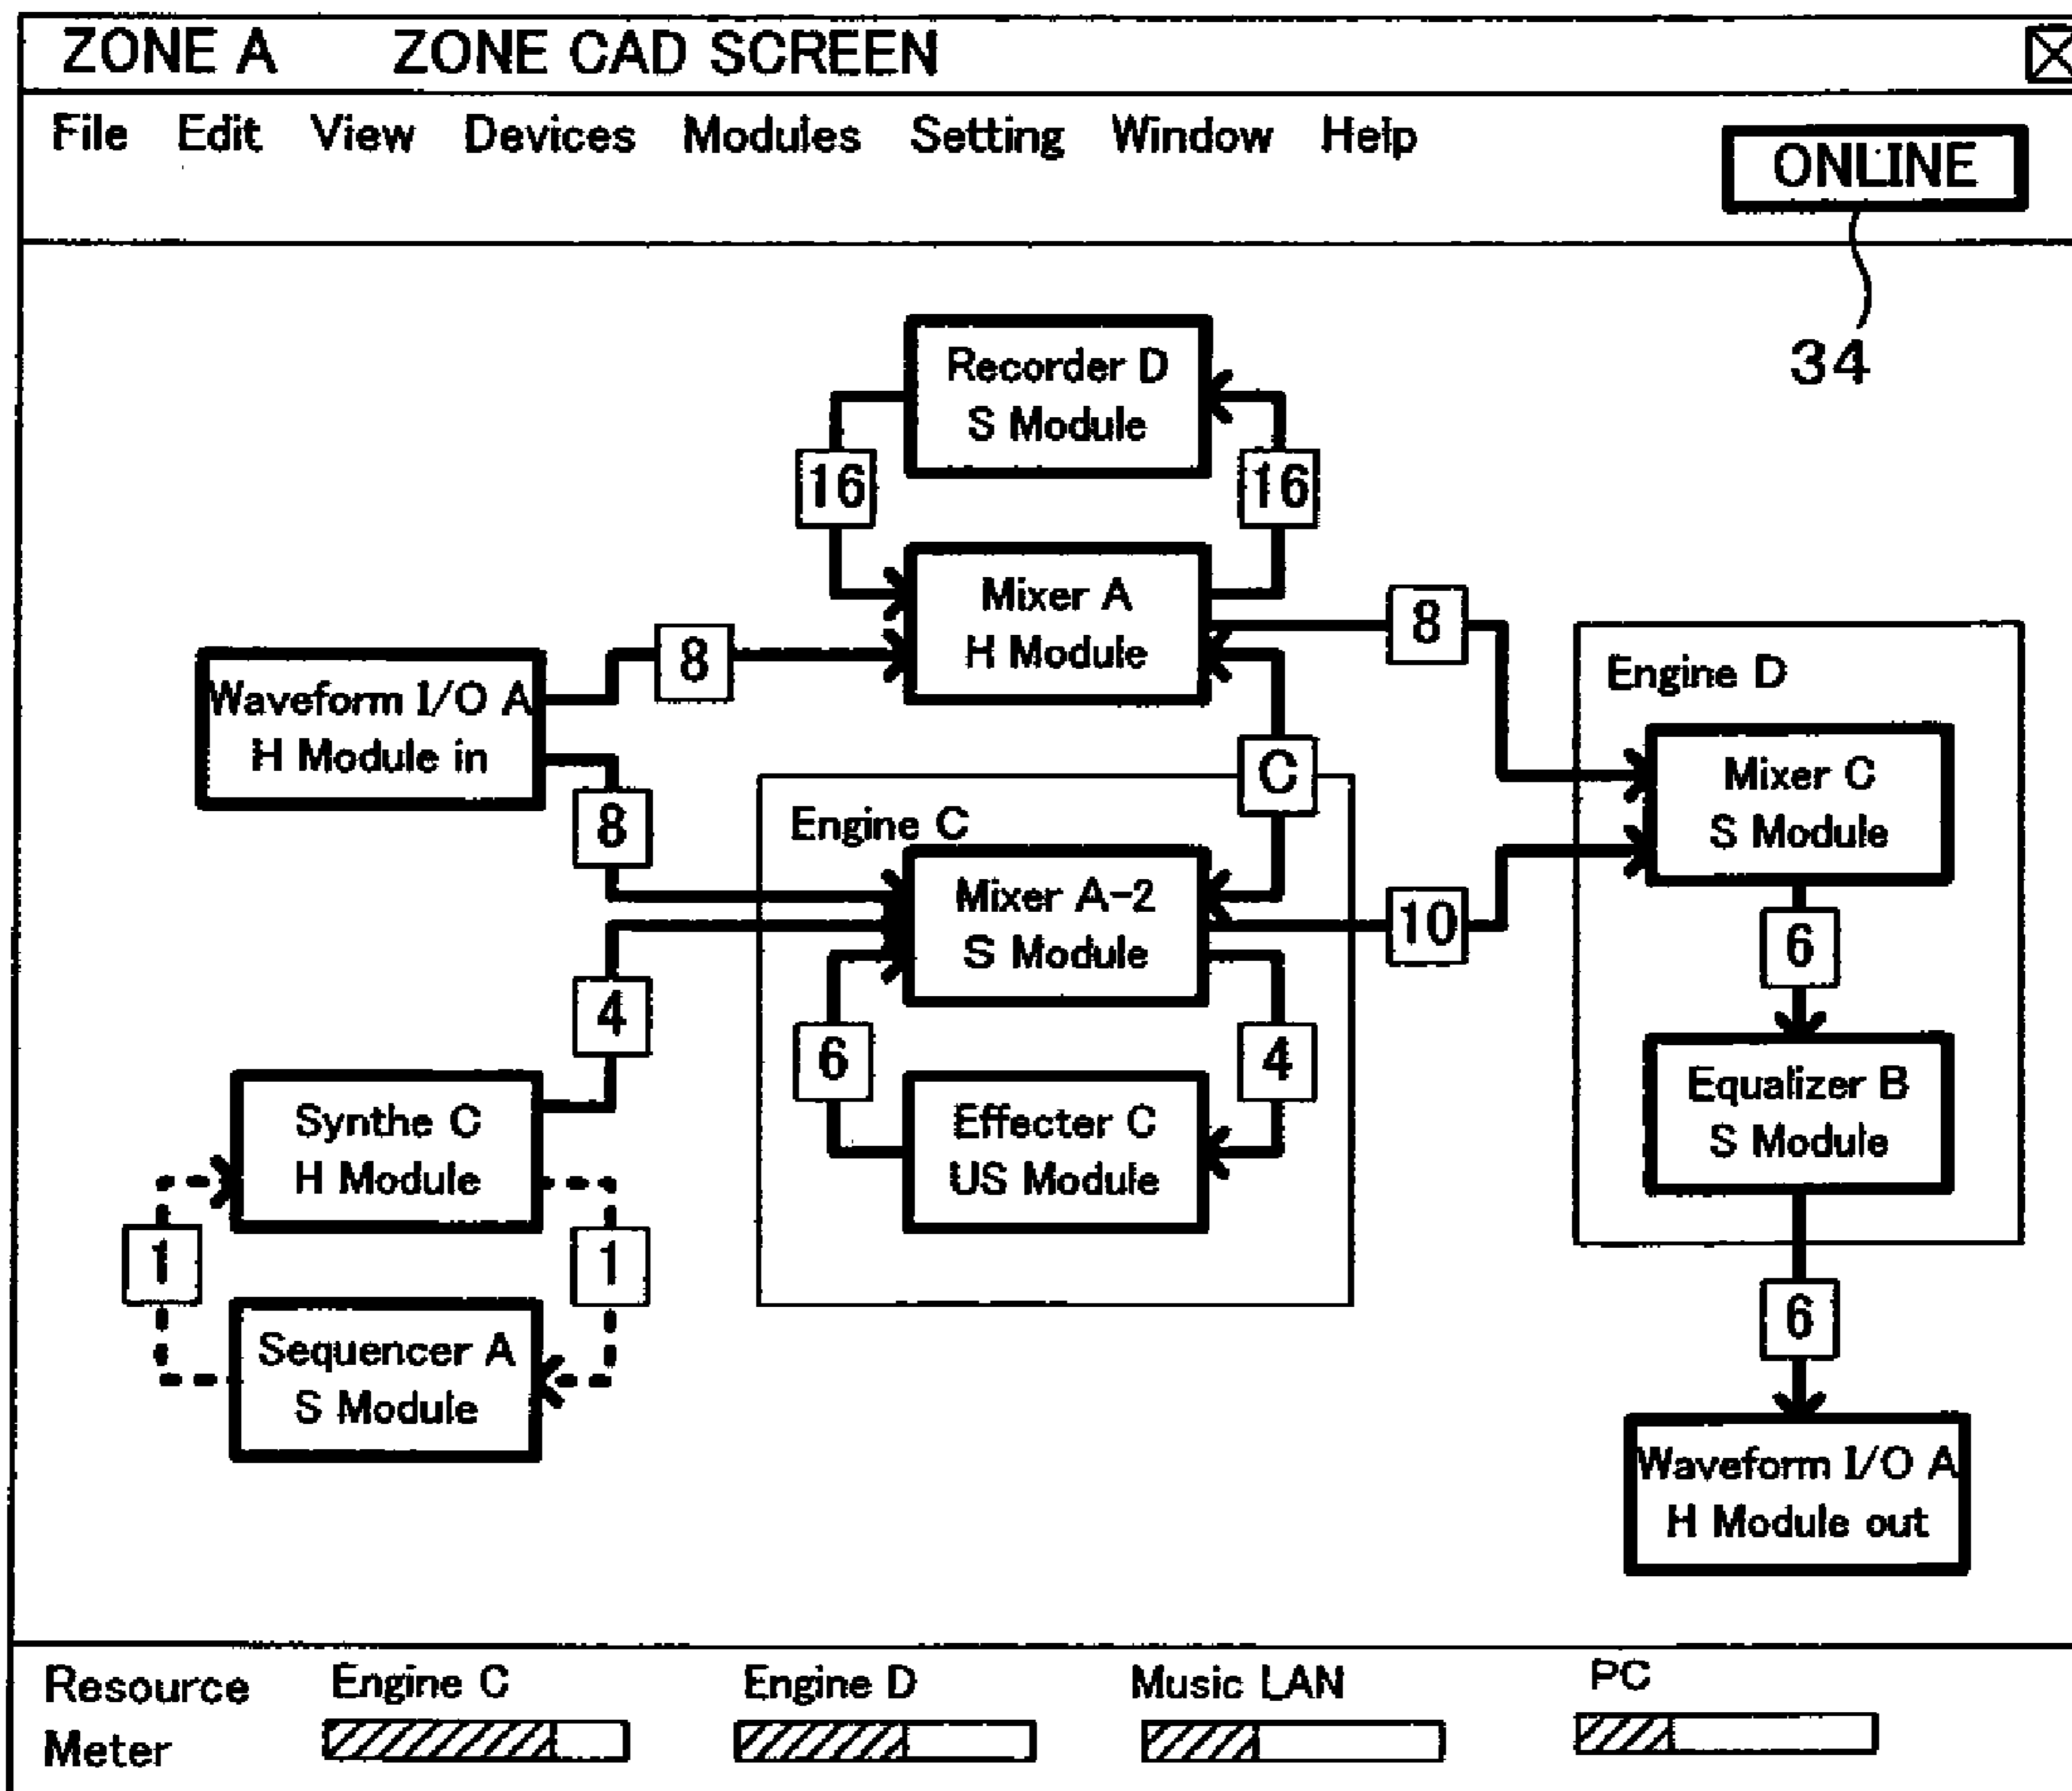 ZONE A ZONE CAD SCREEN
File Edit View Devices Modules Setting Window Help
ONLINE
34
Recorder D
S Module
16
16
Mixer A
H Module
8
8
Waveform I/O A
H Module in
8
C
Engine D
Mixer C
S Module
Engine C
Mixer A-2
S Module
10
6
4
6
4
Equalizer B
S Module
Synthe C
H Module
Effecter C
US Module
1
1
6
Sequencer A
S Module
Waveform I/O A
H Module out
Resource
Meter
Engine C
Engine D
Music LAN
PC